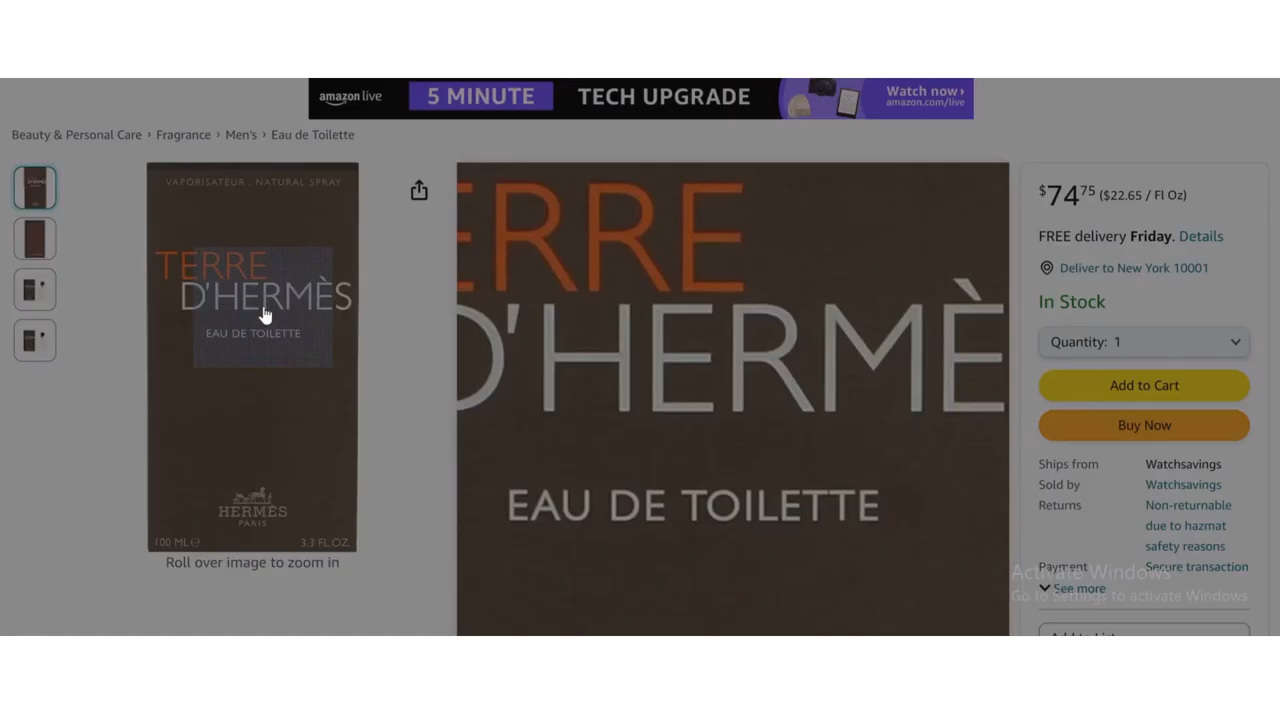 amazon live 5 MINUTE TECH UPGRADE Watch now ›
amazon.com/live
Beauty & Personal Care › Fragrance › Men's › Eau de Toilette
VAPORISATEUR . NATURAL SPRAY
TERRE
D'HERMÈS
EAU DE TOILETTE
HERMÈS
PARIS
100 ML℮ 3.3 FL.OZ.
Roll over image to zoom in
ERRE
D'HERMÈ
EAU DE TOILETTE
$74 75 ($22.65 / Fl Oz)
FREE delivery Friday. Details
Deliver to New York 10001
In Stock
Quantity: 1
Add to Cart
Buy Now
Ships from Watchsavings
Sold by Watchsavings
Returns Non-returnable
due to hazmat
safety reasons
Payment Secure transaction
See more
Activate Windows
Go to Settings to activate Windows.
Add to List